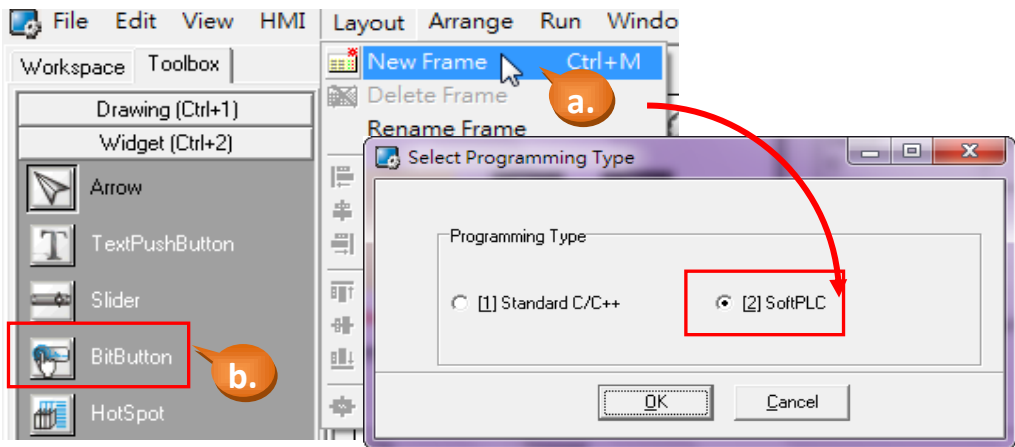 File Edit View HMI Layout Arrange Run Windo
Workspace Toolbox
New Frame Ctrl+M
Delete Frame
Rename Frame
a.
Drawing (Ctrl+1)
Widget (Ctrl+2)
Arrow
TextPushButton
Slider
BitButton
HotSpot
b.
Select Programming Type
Programming Type
[1] Standard C/C++ [2] SoftPLC
OK Cancel